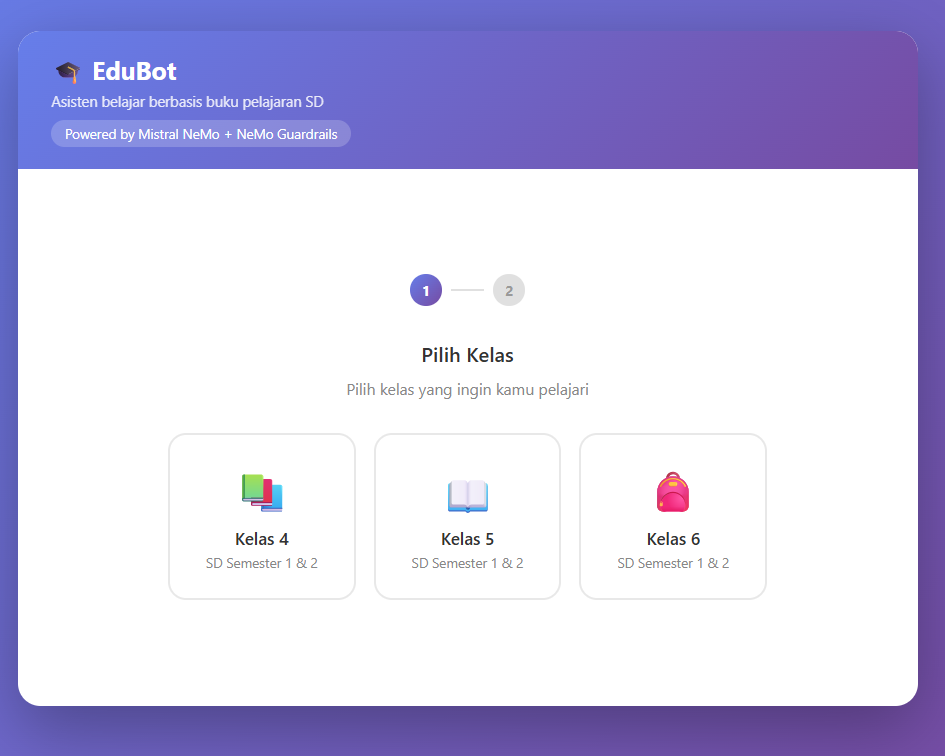 EduBot
Asisten belajar berbasis buku pelajaran SD
Powered by Mistral NeMo + NeMo Guardrails
1
2
Pilih Kelas
Pilih kelas yang ingin kamu pelajari
Kelas 4
SD Semester 1 & 2
Kelas 5
SD Semester 1 & 2
Kelas 6
SD Semester 1 & 2